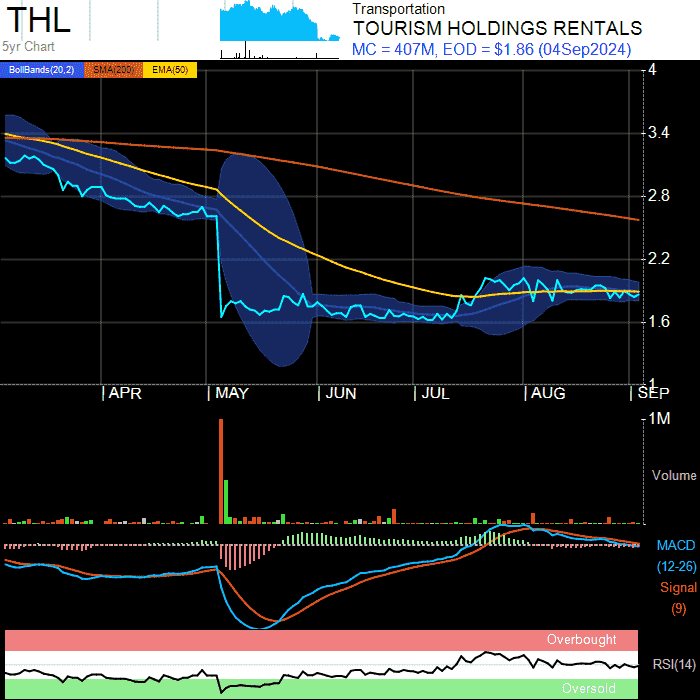 THL
5yr Chart
Transportation
TOURISM HOLDINGS RENTALS
MC = 407M, EOD = $1.86 (04Sep2024)
BollBands(20,2) SMA(200) EMA(50)
4
3.4
2.8
2.2
1.6
1
APR MAY JUN JUL AUG SEP
1M
Volume
MACD
(12-26)
Signal
(9)
Overbought
RSI(14)
Oversold